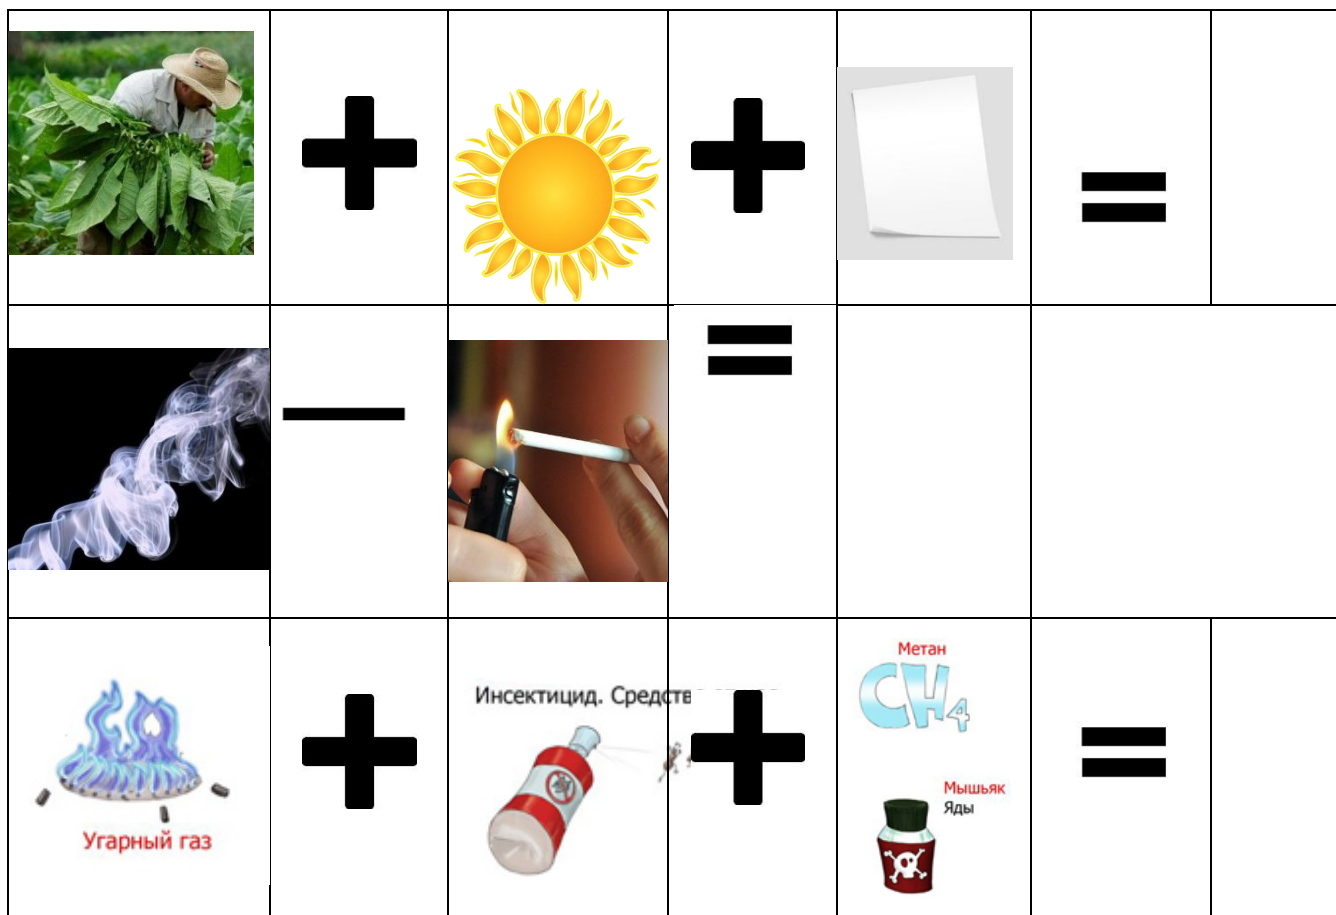 Инсектицид. Средств
Угарный газ
Метан
CH4
Мышьяк
Яды